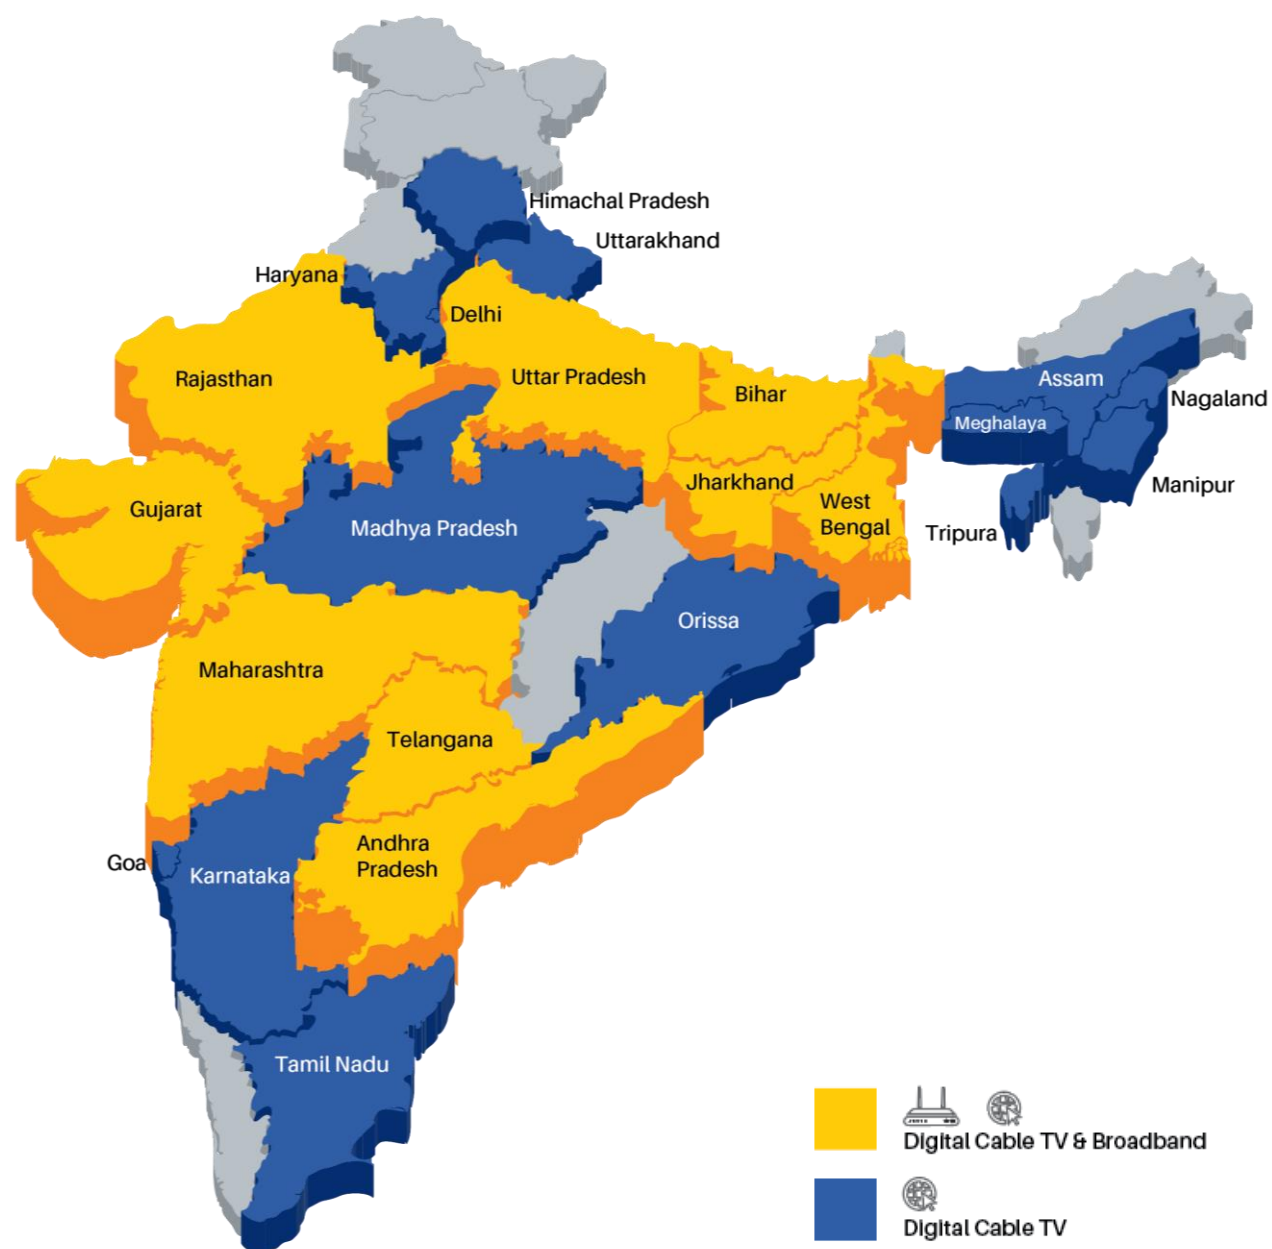 Himachal Pradesh
Uttarakhand
Haryana
Delhi
Rajasthan
Uttar Pradesh
Bihar
Assam
Nagaland
Meghalaya
Manipur
Gujarat
Jharkhand
West
Bengal
Tripura
Madhya Pradesh
Orissa
Maharashtra
Telangana
Andhra
Pradesh
Goa
Karnataka
Tamil Nadu
Digital Cable TV & Broadband
Digital Cable TV